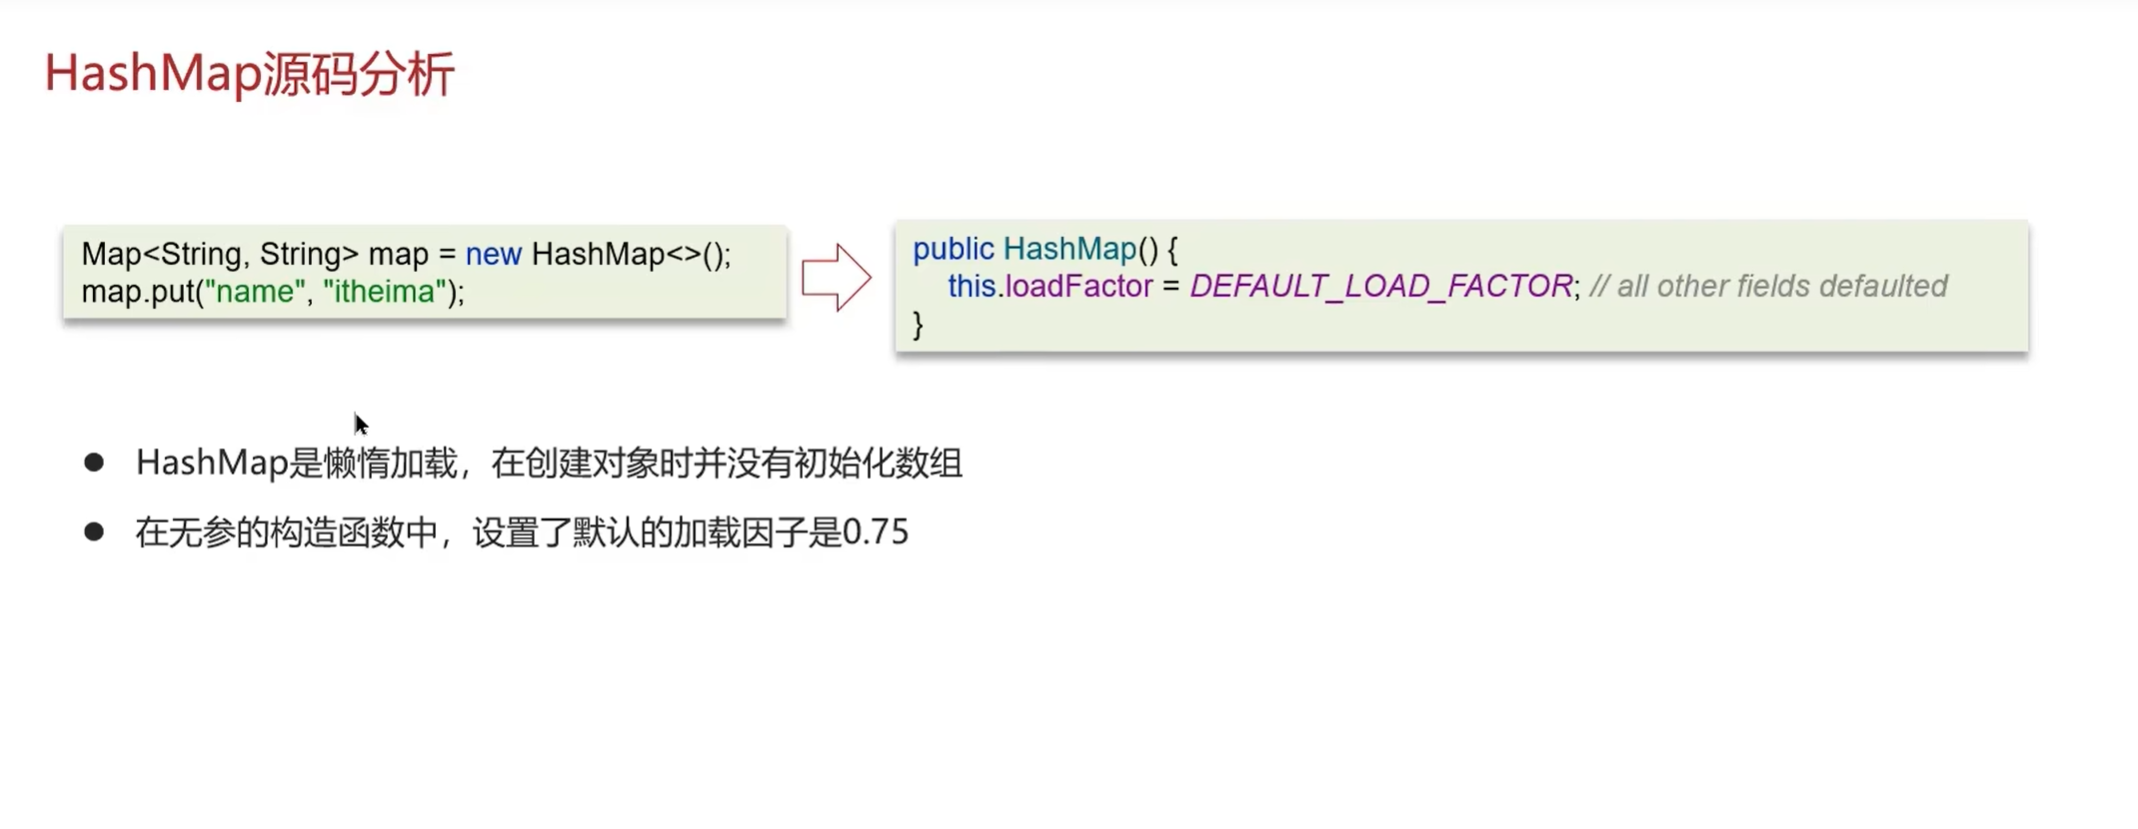 HashMap源码分析
Map<String, String> map = new HashMap<>();
map.put("name", "itheima");
public HashMap() {
this.loadFactor = DEFAULT_LOAD_FACTOR; // all other fields defaulted
}
● HashMap是懒惰加载，在创建对象时并没有初始化数组
● 在无参的构造函数中，设置了默认的加载因子是0.75